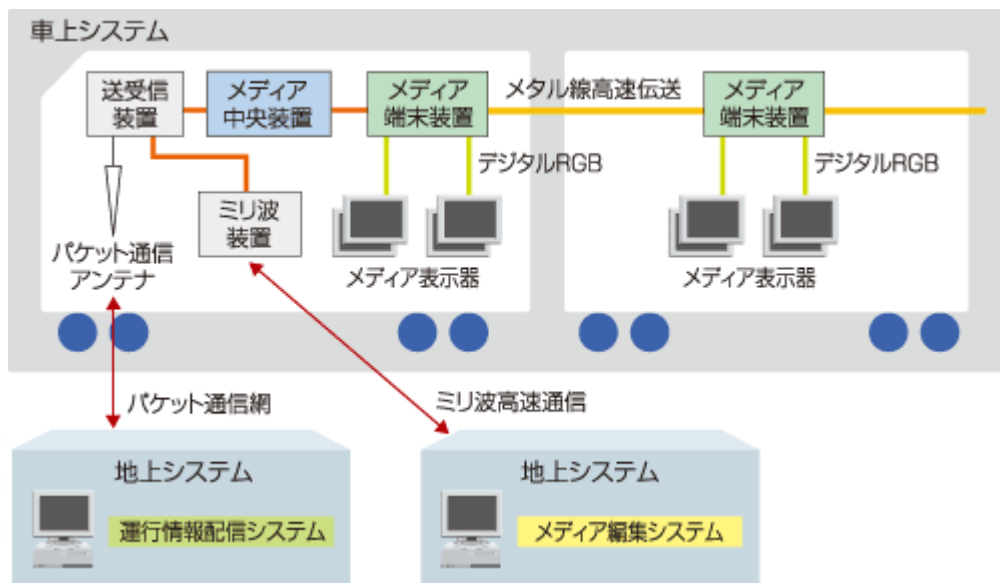 車上システム
送受信
装置
メディア
中央装置
メディア
端末装置
メタル線高速伝送
メディア
端末装置
デジタルRGB
デジタルRGB
ミリ波
装置
パケット通信
アンテナ
メディア表示器
メディア表示器
パケット通信網
ミリ波高速通信
地上システム
運行情報配信システム
地上システム
メディア編集システム